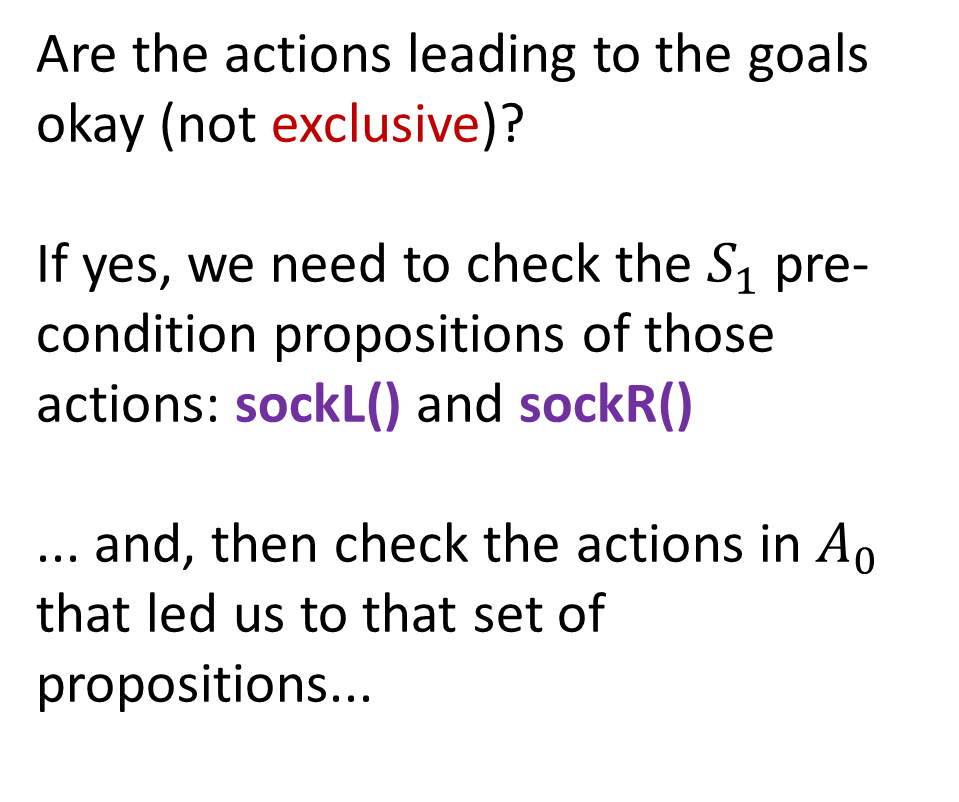 Are the actions leading to the goals
okay (not exclusive)?
If yes, we need to check the S₁ pre-
condition propositions of those
actions: sockL() and sockR()
... and, then check the actions in A₀
that led us to that set of
propositions...